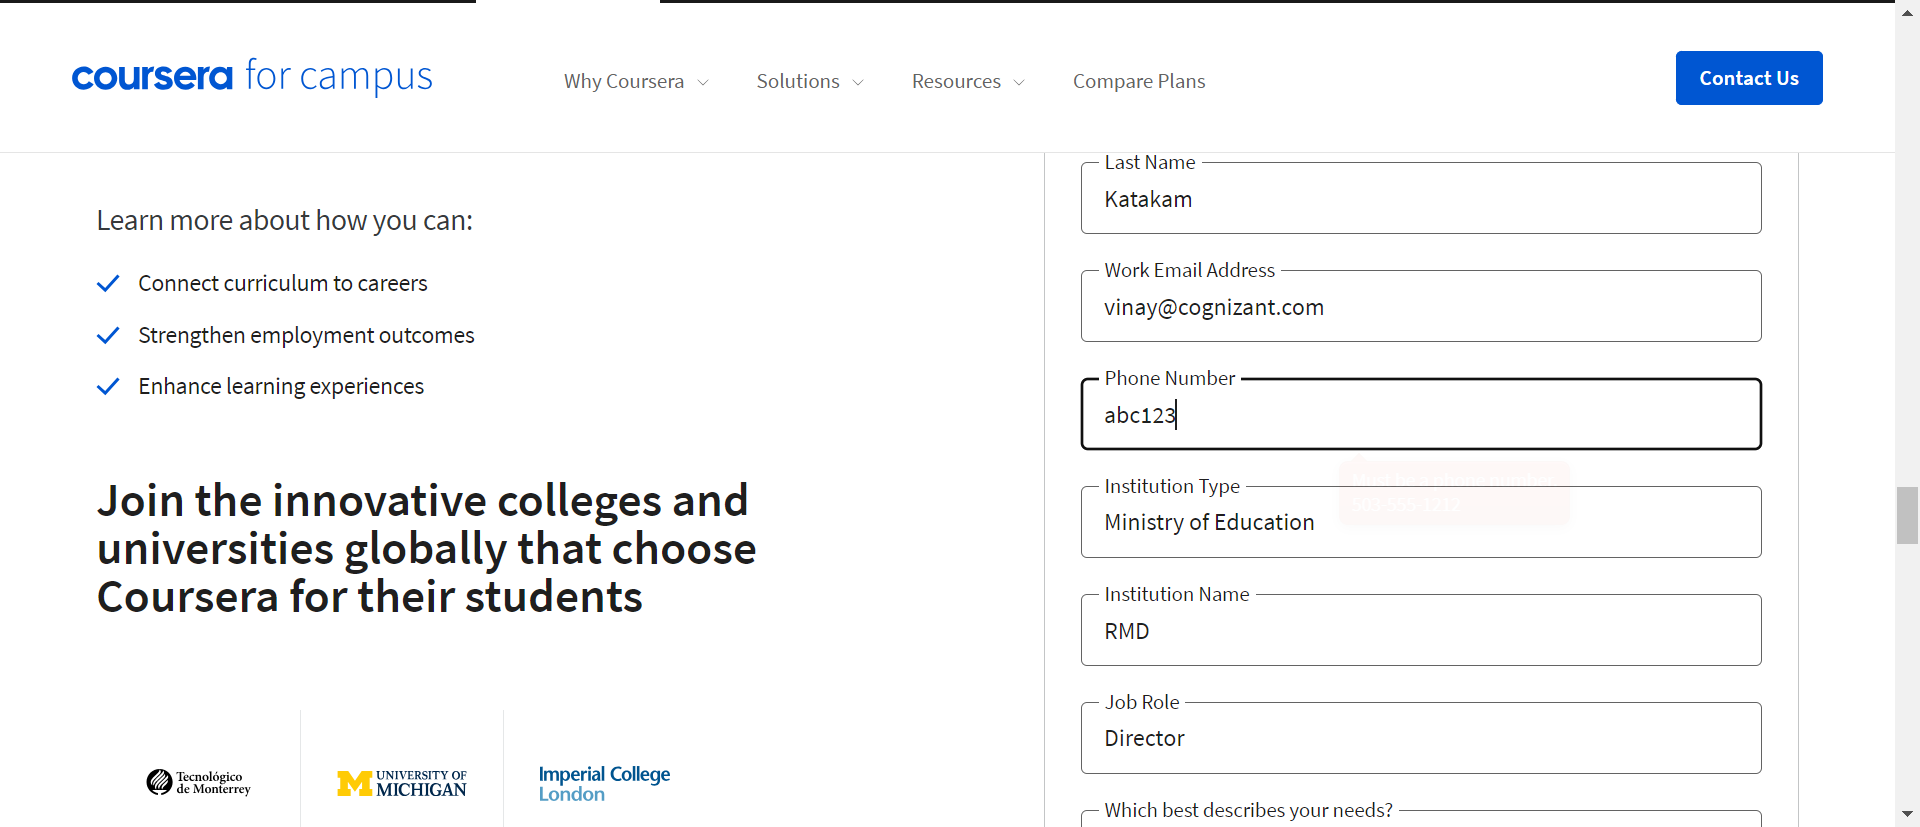 coursera for campus
Why Coursera
Solutions
Resources
Compare Plans
Contact Us
Learn more about how you can:
Connect curriculum to careers
Strengthen employment outcomes
Enhance learning experiences
Join the innovative colleges and
universities globally that choose
Coursera for their students
Tecnológico
de Monterrey
M UNIVERSITY OF
MICHIGAN
Imperial College
London
Last Name
Katakam
Work Email Address
vinay@cognizant.com
Phone Number
abc123
Institution Type
Ministry of Education
Institution Name
RMD
Job Role
Director
Which best describes your needs?